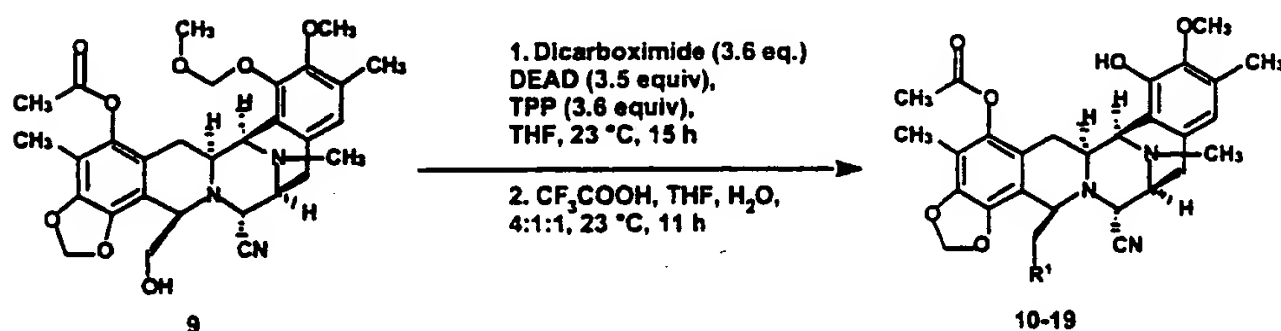 CH₃ OCH₃
O O O CH₃
CH₃ O
H H
CH₃
N CH₃
N H
O O CN
OH
9
1. Dicarboximide (3.6 eq.)
DEAD (3.5 equiv),
TPP (3.6 equiv),
THF, 23 °C, 15 h
2. CF₃COOH, THF, H₂O,
4:1:1, 23 °C, 11 h
OCH₃
O HO CH₃
CH₃ O
H H
CH₃
N CH₃
N H
O O CN
R¹
10-19